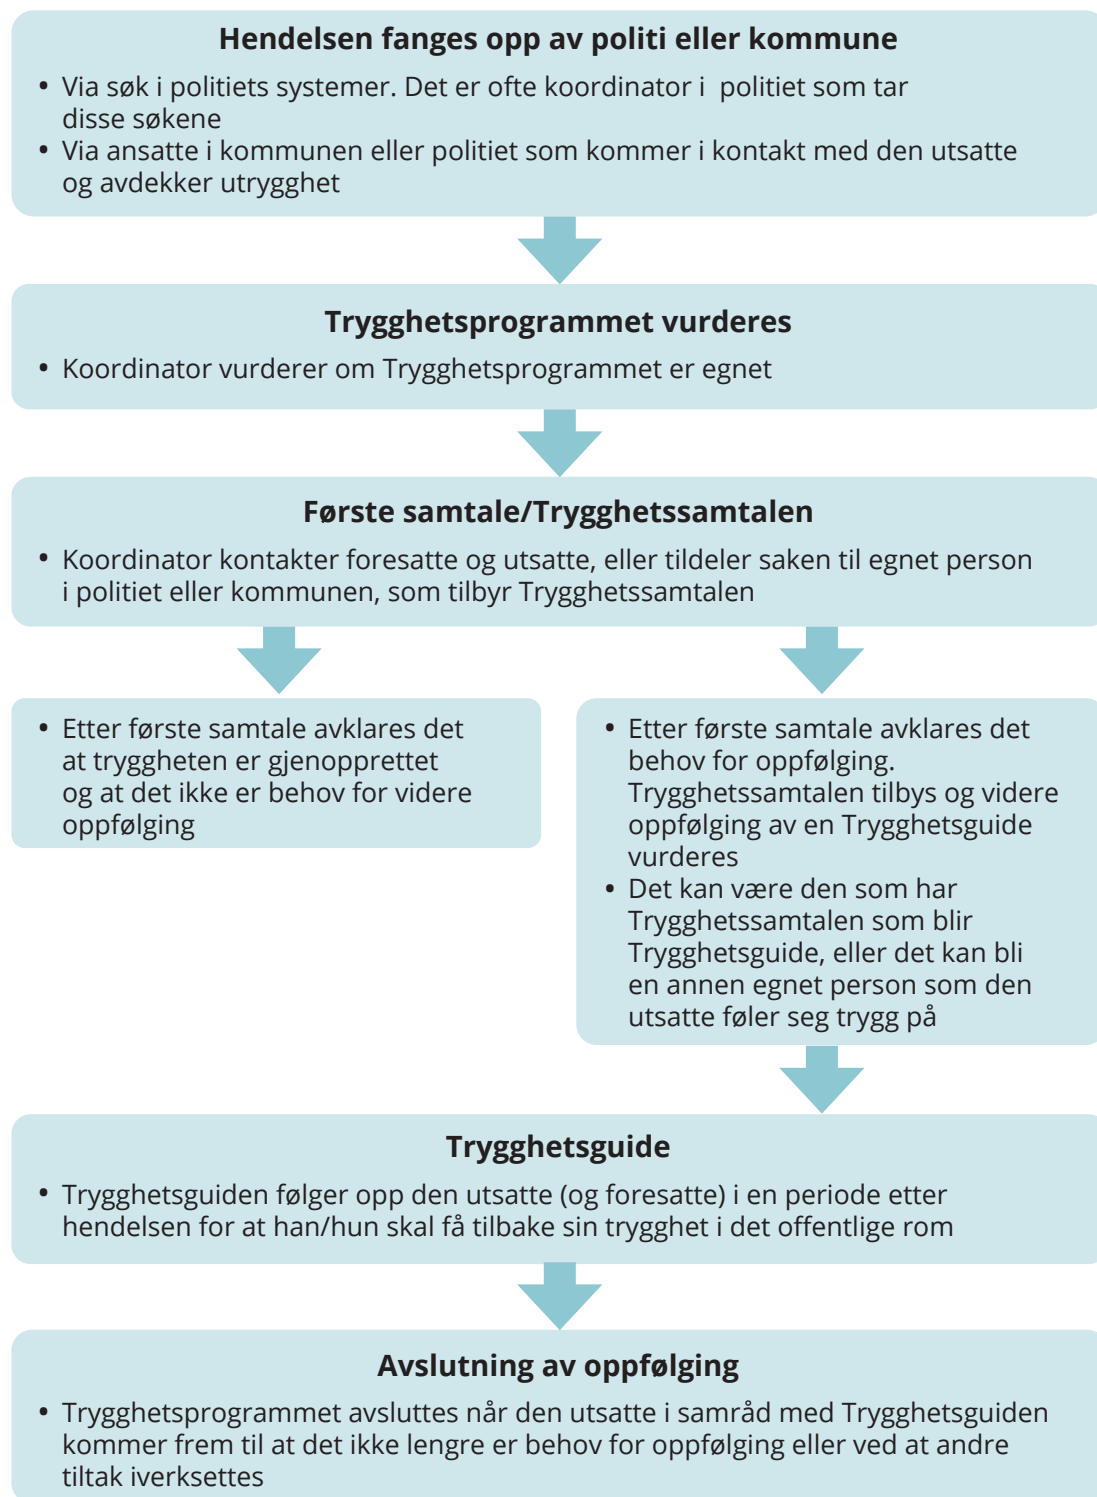 Hendelsen fanges opp av politi eller kommune
• Via søk i politiets systemer. Det er ofte koordinator i politiet som tar
disse søkene
• Via ansatte i kommunen eller politiet som kommer i kontakt med den utsatte
og avdekker utrygghet
Trygghetsprogrammet vurderes
• Koordinator vurderer om Trygghetsprogrammet er egnet
Første samtale/Trygghetssamtalen
• Koordinator kontakter foresatte og utsatte, eller tildeler saken til egnet person
i politiet eller kommunen, som tilbyr Trygghetssamtalen
• Etter første samtale avklares det
at tryggheten er gjenopprettet
og at det ikke er behov for videre
oppfølging
• Etter første samtale avklares det
behov for oppfølging.
Trygghetssamtalen tilbys og videre
oppfølging av en Trygghetsguide
vurderes
• Det kan være den som har
Trygghetssamtalen som blir
Trygghetsguide, eller det kan bli
en annen egnet person som den
utsatte føler seg trygg på
Trygghetsguide
• Trygghetsguiden følger opp den utsatte (og foresatte) i en periode etter
hendelsen for at han/hun skal få tilbake sin trygghet i det offentlige rom
Avslutning av oppfølging
• Trygghetsprogrammet avsluttes når den utsatte i samråd med Trygghetsguiden
kommer frem til at det ikke lengre er behov for oppfølging eller ved at andre
tiltak iverksettes